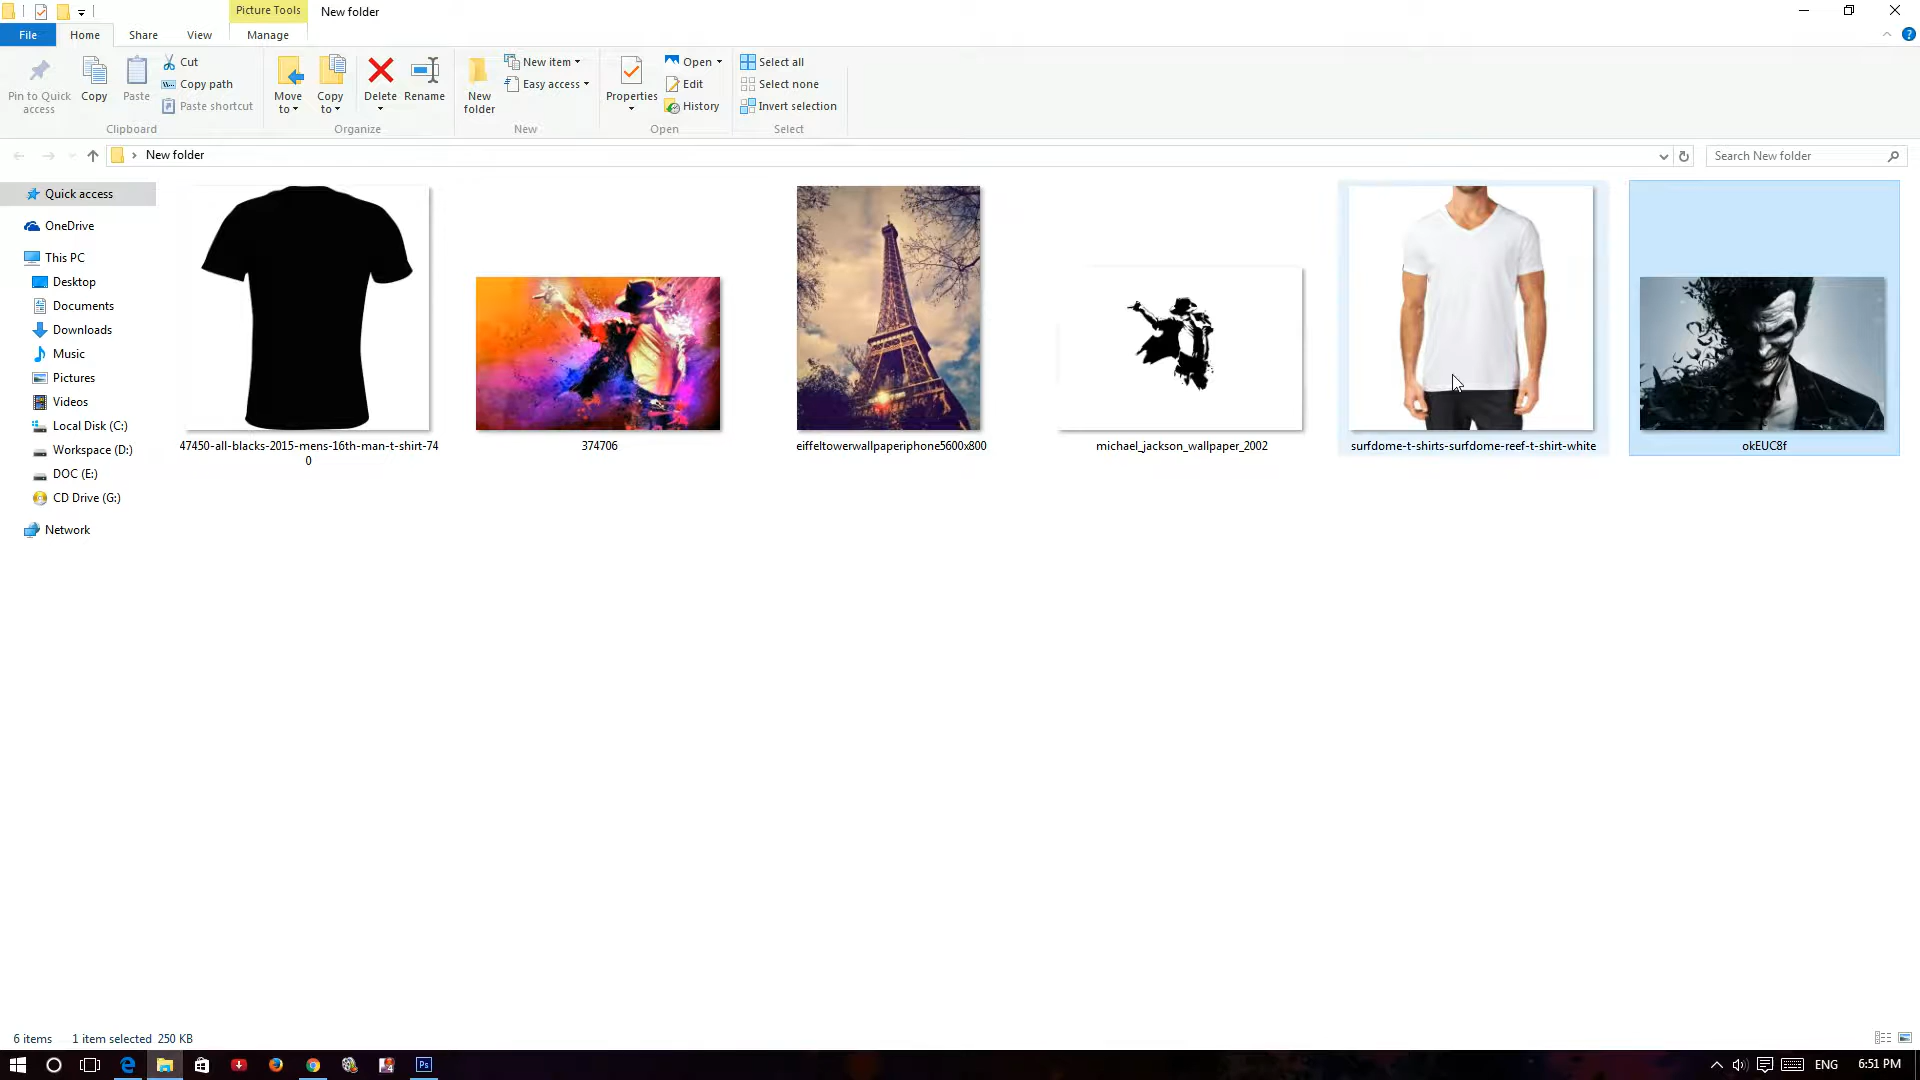 Picture Tools New folder
File Home Share View Manage
Pin to Quick access
Copy
Paste
Cut
Copy path
Paste shortcut
Clipboard
Move to
Copy to
Delete
Rename
Organize
New folder
New item
Easy access
New
Properties
Open
Edit
History
Open
Select all
Select none
Invert selection
Select
New folder
Search New folder
Quick access
OneDrive
This PC
Desktop
Documents
Downloads
Music
Pictures
Videos
Local Disk (C:)
Workspace (D:)
DOC (E:)
CD Drive (G:)
Network
47450-all-blacks-2015-mens-16th-man-t-shirt-74
0
374706
eiffeltowerwallpaperiphone5600x800
michael_jackson_wallpaper_2002
surfdome-t-shirts-surfdome-reef-t-shirt-white
okEUC8f
6 items 1 item selected 250 KB
Ps
ENG
6:51 PM